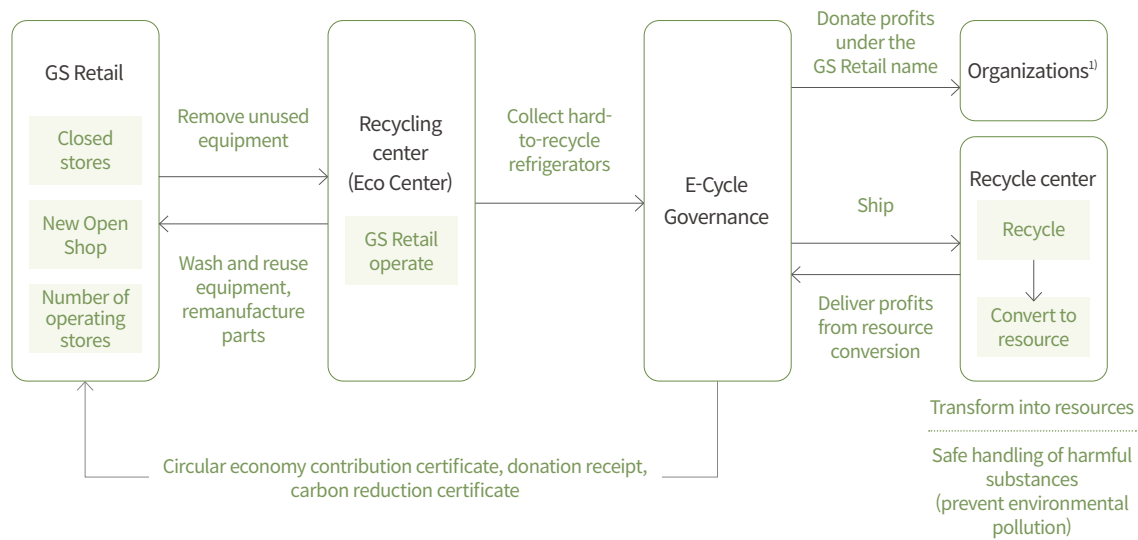 GS Retail
Closed
stores
New Open
Shop
Number of
operating
stores
Remove unused
equipment
Wash and reuse
equipment,
remanufacture
parts
Recycling
center
(Eco Center)
GS Retail
operate
Collect hard-
to-recycle
refrigerators
E-Cycle
Governance
Donate profits
under the
GS Retail name
Organizations¹⁾
Ship
Deliver profits
from resource
conversion
Recycle center
Recycle
Convert to
resource
Transform into resources
Safe handling of harmful
substances
(prevent environmental
pollution)
Circular economy contribution certificate, donation receipt,
carbon reduction certificate